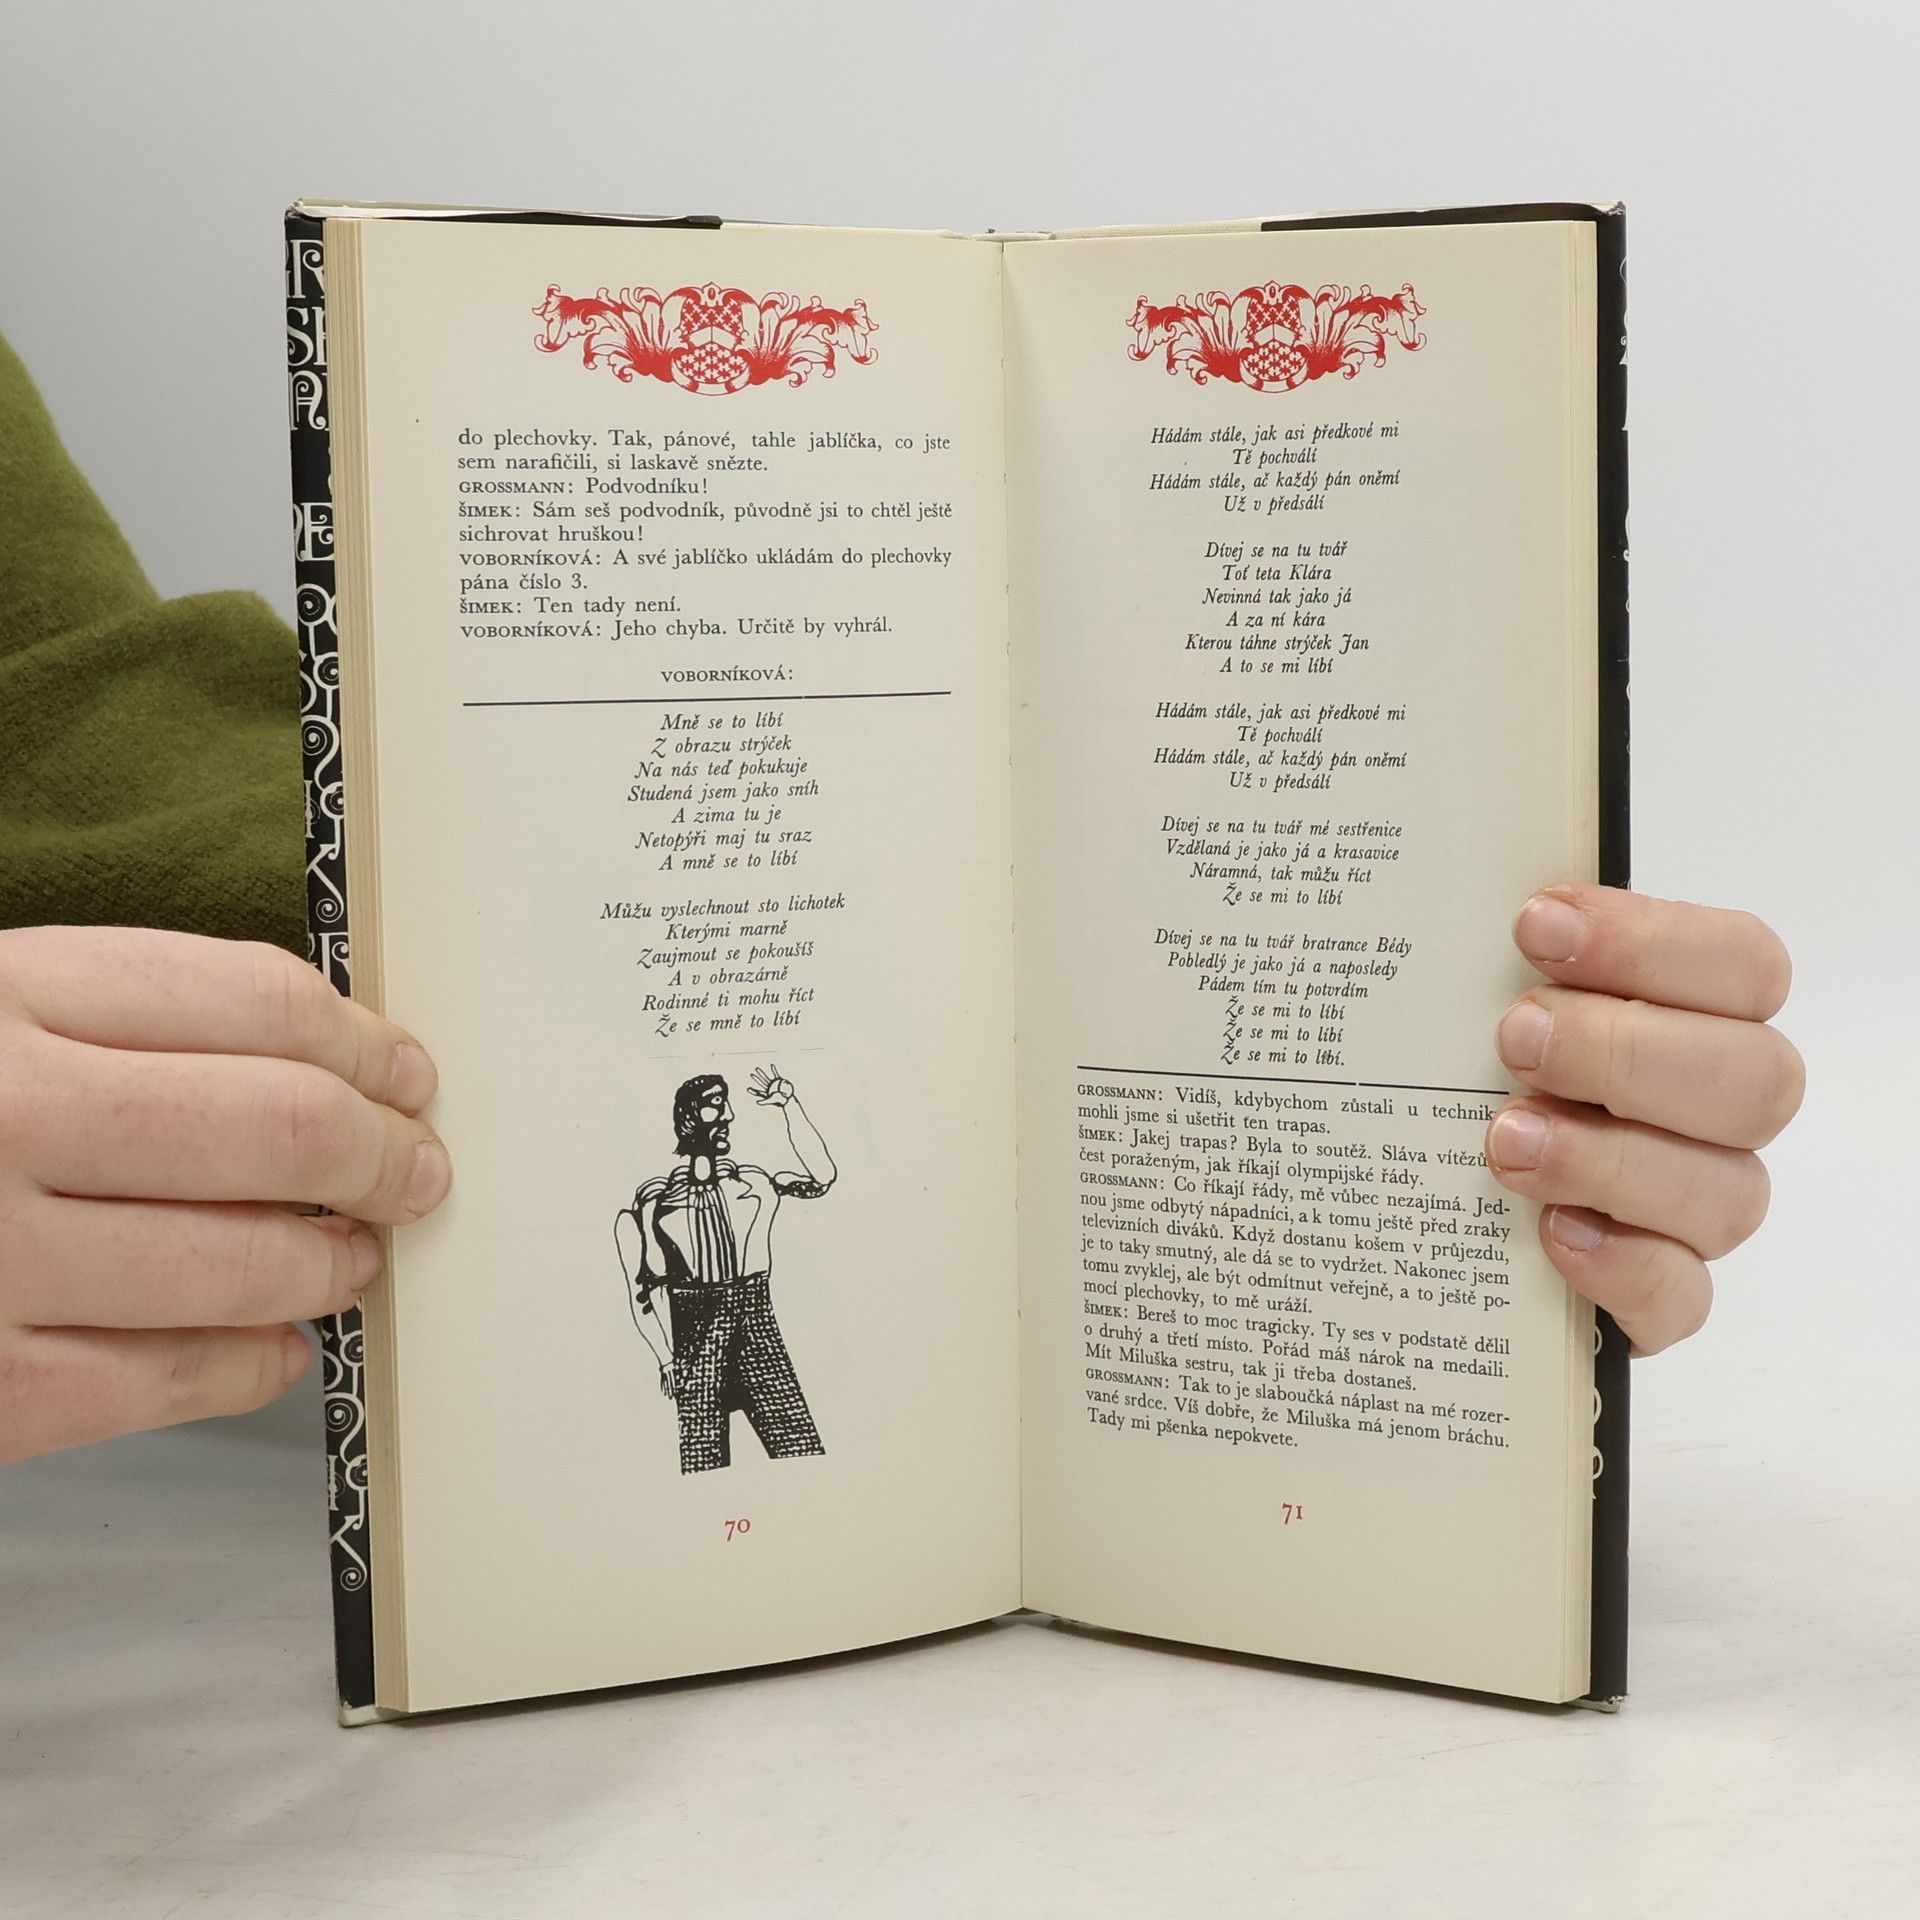 do plechovky. Tak, pánové, tahle jablíčka, co jste
sem narafičili, si laskavě snězte.
GROSSMANN: Podvodníku!
ŠIMEK: Sám seš podvodník, původně jsi to chtěl ještě
sichrovat hruškou!
VOBORNÍKOVÁ: A své jablíčko ukládám do plechovky
pána číslo 3.
ŠIMEK: Ten tady není.
VOBORNÍKOVÁ: Jeho chyba. Určitě by vyhrál.
VOBORNÍKOVÁ:
Mně se to líbí
Z obrazu strýček
Na nás teď pokukuje
Studená jsem jako sníh
A zima tu je
Netopýři maj tu sraz
A mně se to líbí
Můžu vyslechnout sto lichotek
Kterými marně
Zaujmout se pokoušíš
A v obrazárně
Rodinné ti mohu říct
Že se mně to líbí
70
Hádám stále, jak asi předkové mi
Tě pochválí
Hádám stále, ač každý pán oněmí
Už v předsálí
Dívej se na tu tvář
Toť teta Klára
Nevinná tak jako já
A za ní kára
Kterou táhne strýček Jan
A to se mi líbí
Hádám stále, jak asi předkové mi
Tě pochválí
Hádám stále, ač každý pán oněmí
Už v předsálí
Dívej se na tu tvář mé sestřenice
Vzdělaná je jako já a krasavice
Náramná, tak můžu říct
Že se mi to líbí
Dívej se na tu tvář bratrance Bédy
Pobledlý je jako já a naposledy
Pádem tím tu potvrdím
Že se mi to líbí
Že se mi to líbí
Že se mi to líbí.
GROSSMANN: Vidíš, kdybychom zůstali u technik
mohli jsme si ušetřit ten trapas.
ŠIMEK: Jakej trapas? Byla to soutěž. Sláva vítězů
čest poraženým, jak říkají olympijské řády.
GROSSMANN: Co říkají řády, mě vůbec nezajímá. Jed-
nou jsme odbytý nápadníci, a k tomu ještě před zraky
televizních diváků. Když dostanu košem v průjezdu,
je to taky smutný, ale dá se to vydržet. Nakonec jsem
tomu zvyklej, ale být odmítnut veřejně, a to ještě po-
mocí plechovky, to mě uráží.
ŠIMEK: Bereš to moc tragicky. Ty ses v podstatě dělil
o druhý a třetí místo. Pořád máš nárok na medaili.
Mít Miluška sestru, tak ji třeba dostaneš.
GROSSMANN: Tak to je slaboučká náplast na mé rozer-
vané srdce. Víš dobře, že Miluška má jenom bráchu.
Tady mi pšenka nepokvete.
71